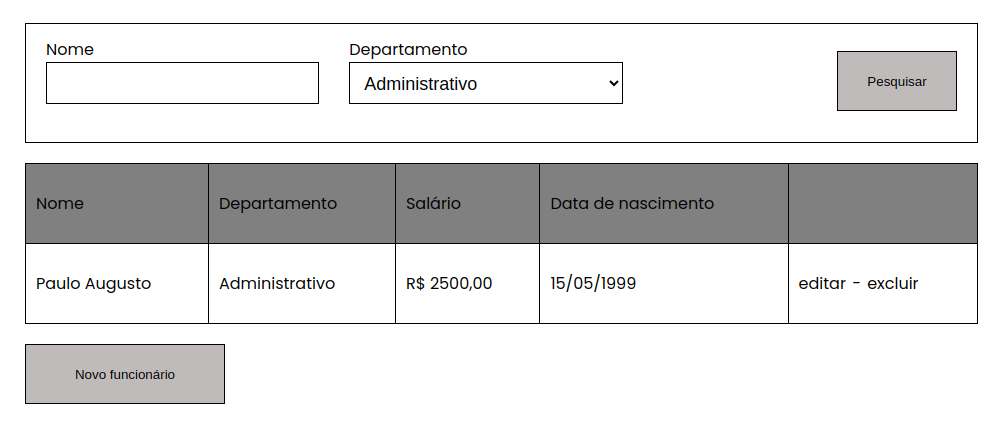 Nome Departamento
Administrativo Pesquisar
Nome Departamento Salário Data de nascimento
Paulo Augusto Administrativo R$ 2500,00 15/05/1999 editar - excluir
Novo funcionário